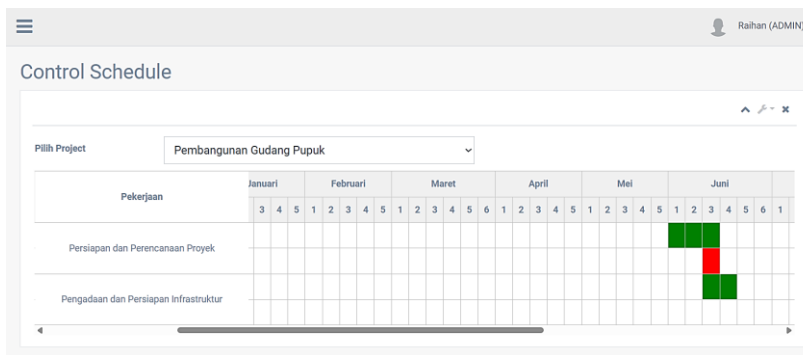 Raihan (ADMIN)
Control Schedule
Pilih Project
Pembangunan Gudang Pupuk
Pekerjaan
Januari Februari Maret April Mei Juni
3 4 5 1 2 3 4 5 1 2 3 4 5 6 1 2 3 4 5 1 2 3 4 5 1 2 3 4 5 6 1
Persiapan dan Perencanaan Proyek
Pengadaan dan Persiapan Infrastruktur